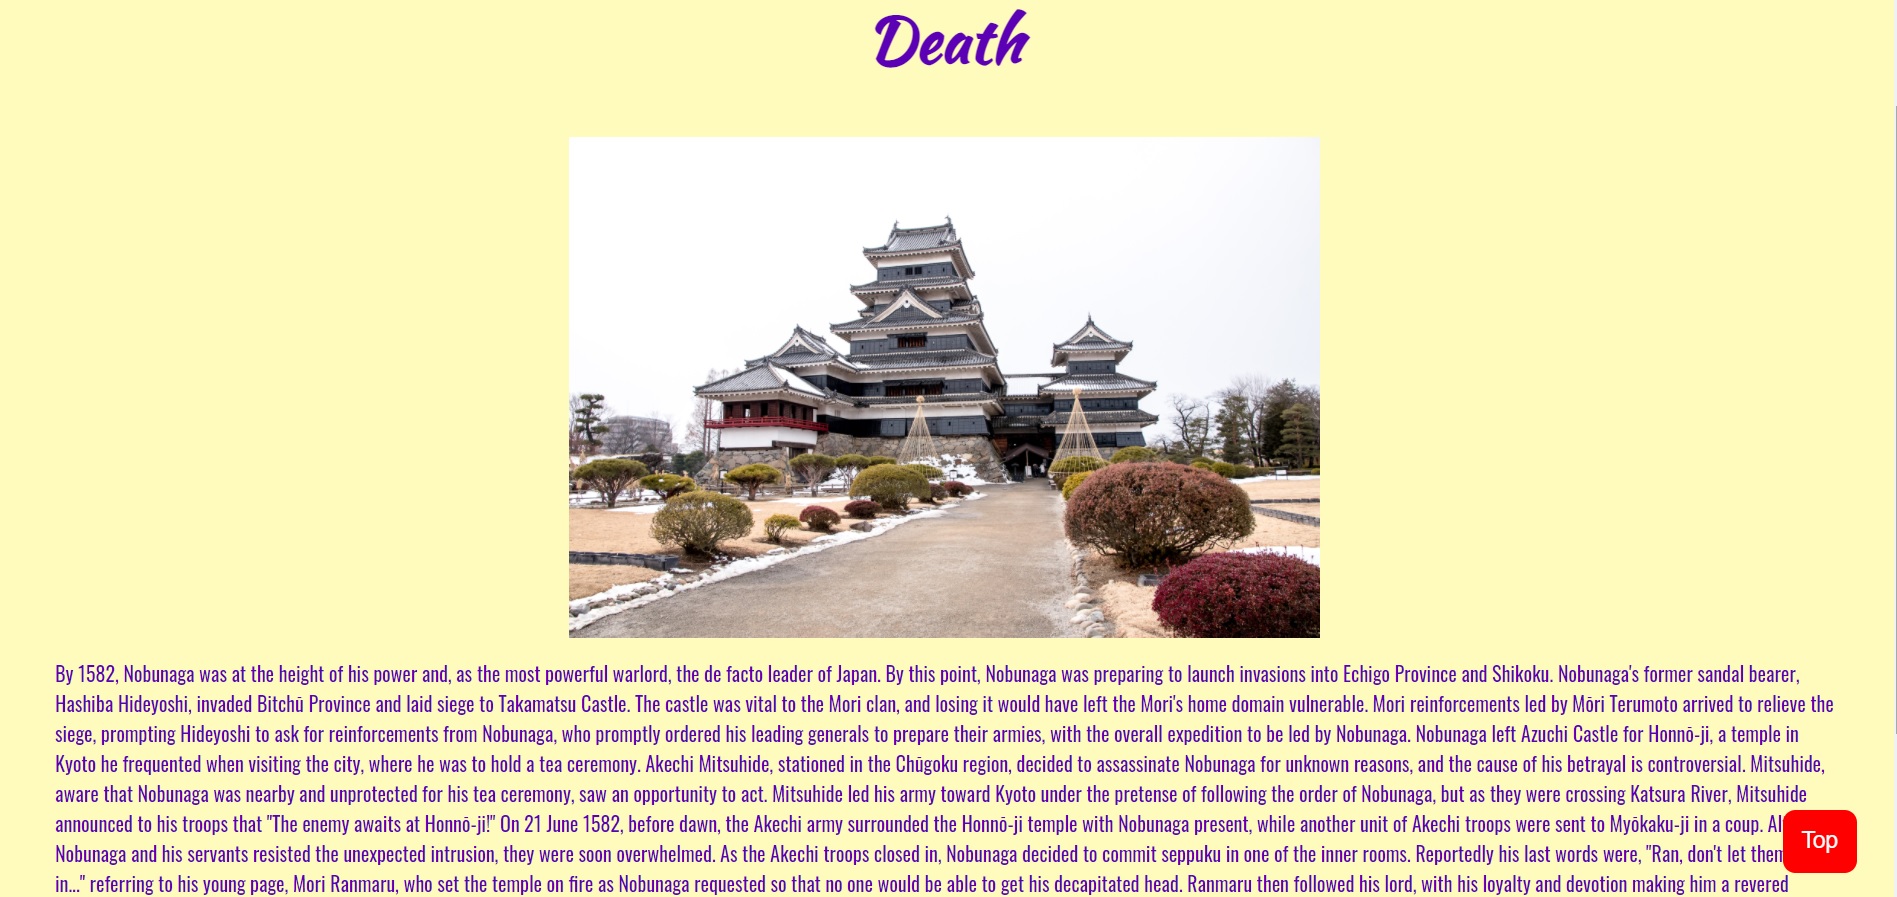 Death
By 1582, Nobunaga was at the height of his power and, as the most powerful warlord, the de facto leader of Japan. By this point, Nobunaga was preparing to launch invasions into Echigo Province and Shikoku. Nobunaga's former sandal bearer,
Hashiba Hideyoshi, invaded Bitchū Province and laid siege to Takamatsu Castle. The castle was vital to the Mori clan, and losing it would have left the Mori's home domain vulnerable. Mori reinforcements led by Mōri Terumoto arrived to relieve the
siege, prompting Hideyoshi to ask for reinforcements from Nobunaga, who promptly ordered his leading generals to prepare their armies, with the overall expedition to be led by Nobunaga. Nobunaga left Azuchi Castle for Honnō-ji, a temple in
Kyoto he frequented when visiting the city, where he was to hold a tea ceremony. Akechi Mitsuhide, stationed in the Chūgoku region, decided to assassinate Nobunaga for unknown reasons, and the cause of his betrayal is controversial. Mitsuhide,
aware that Nobunaga was nearby and unprotected for his tea ceremony, saw an opportunity to act. Mitsuhide led his army toward Kyoto under the pretense of following the order of Nobunaga, but as they were crossing Katsura River, Mitsuhide
announced to his troops that "The enemy awaits at Honnō-ji!" On 21 June 1582, before dawn, the Akechi army surrounded the Honnō-ji temple with Nobunaga present, while another unit of Akechi troops were sent to Myōkaku-ji in a coup.
Nobunaga and his servants resisted the unexpected intrusion, they were soon overwhelmed. As the Akechi troops closed in, Nobunaga decided to commit seppuku in one of the inner rooms. Reportedly his last words were, "Ran, don't let them
in..." referring to his young page, Mori Ranmaru, who set the temple on fire as Nobunaga requested so that no one would be able to get his decapitated head. Ranmaru then followed his lord, with his loyalty and devotion making him a revered
Top